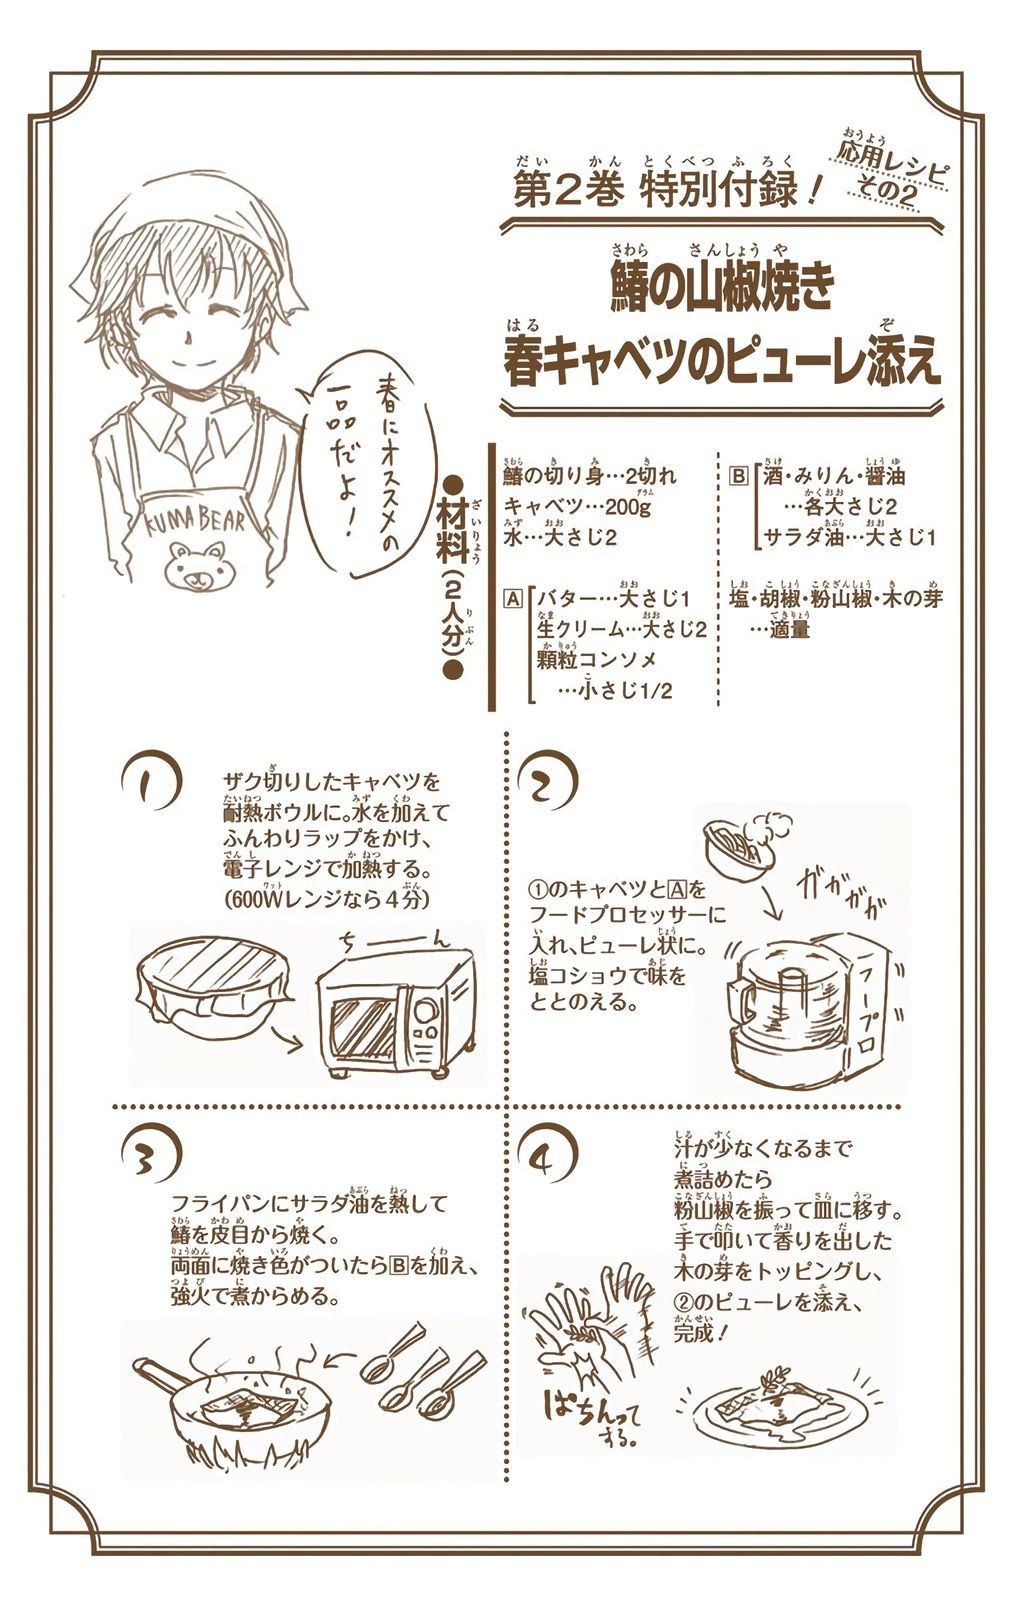 第2巻 特別付録！
応用レシピ
その2
鰆の山椒焼き
春キャベツのピューレ添え
春にオススメの
一品だよ！
KUMA BEAR
●材料(2人分)●
鰆の切り身…2切れ
キャベツ…200g
水…大さじ2
A
バター…大さじ1
生クリーム…大さじ2
顆粒コンソメ
…小さじ1/2
B
酒・みりん・醤油
…各大さじ2
サラダ油…大さじ1
塩・胡椒・粉山椒・木の芽
…適量
1
ザク切りしたキャベツを
耐熱ボウルに。水を加えて
ふんわりラップをかけ、
電子レンジで加熱する。
(600Wレンジなら4分)
ちーん
2
①のキャベツとAを
フードプロセッサーに
入れ、ピューレ状に。
塩コショウで味を
ととのえる。
ガガガガ
フープロ
3
フライパンにサラダ油を熱して
鰆を皮目から焼く。
両面に焼き色がついたらBを加え、
強火で煮からめる。
4
汁が少なくなるまで
煮詰めたら
粉山椒を振って皿に移す。
手で叩いて香りを出した
木の芽をトッピングし、
②のピューレを添え、
完成！
ぱちんって
する。